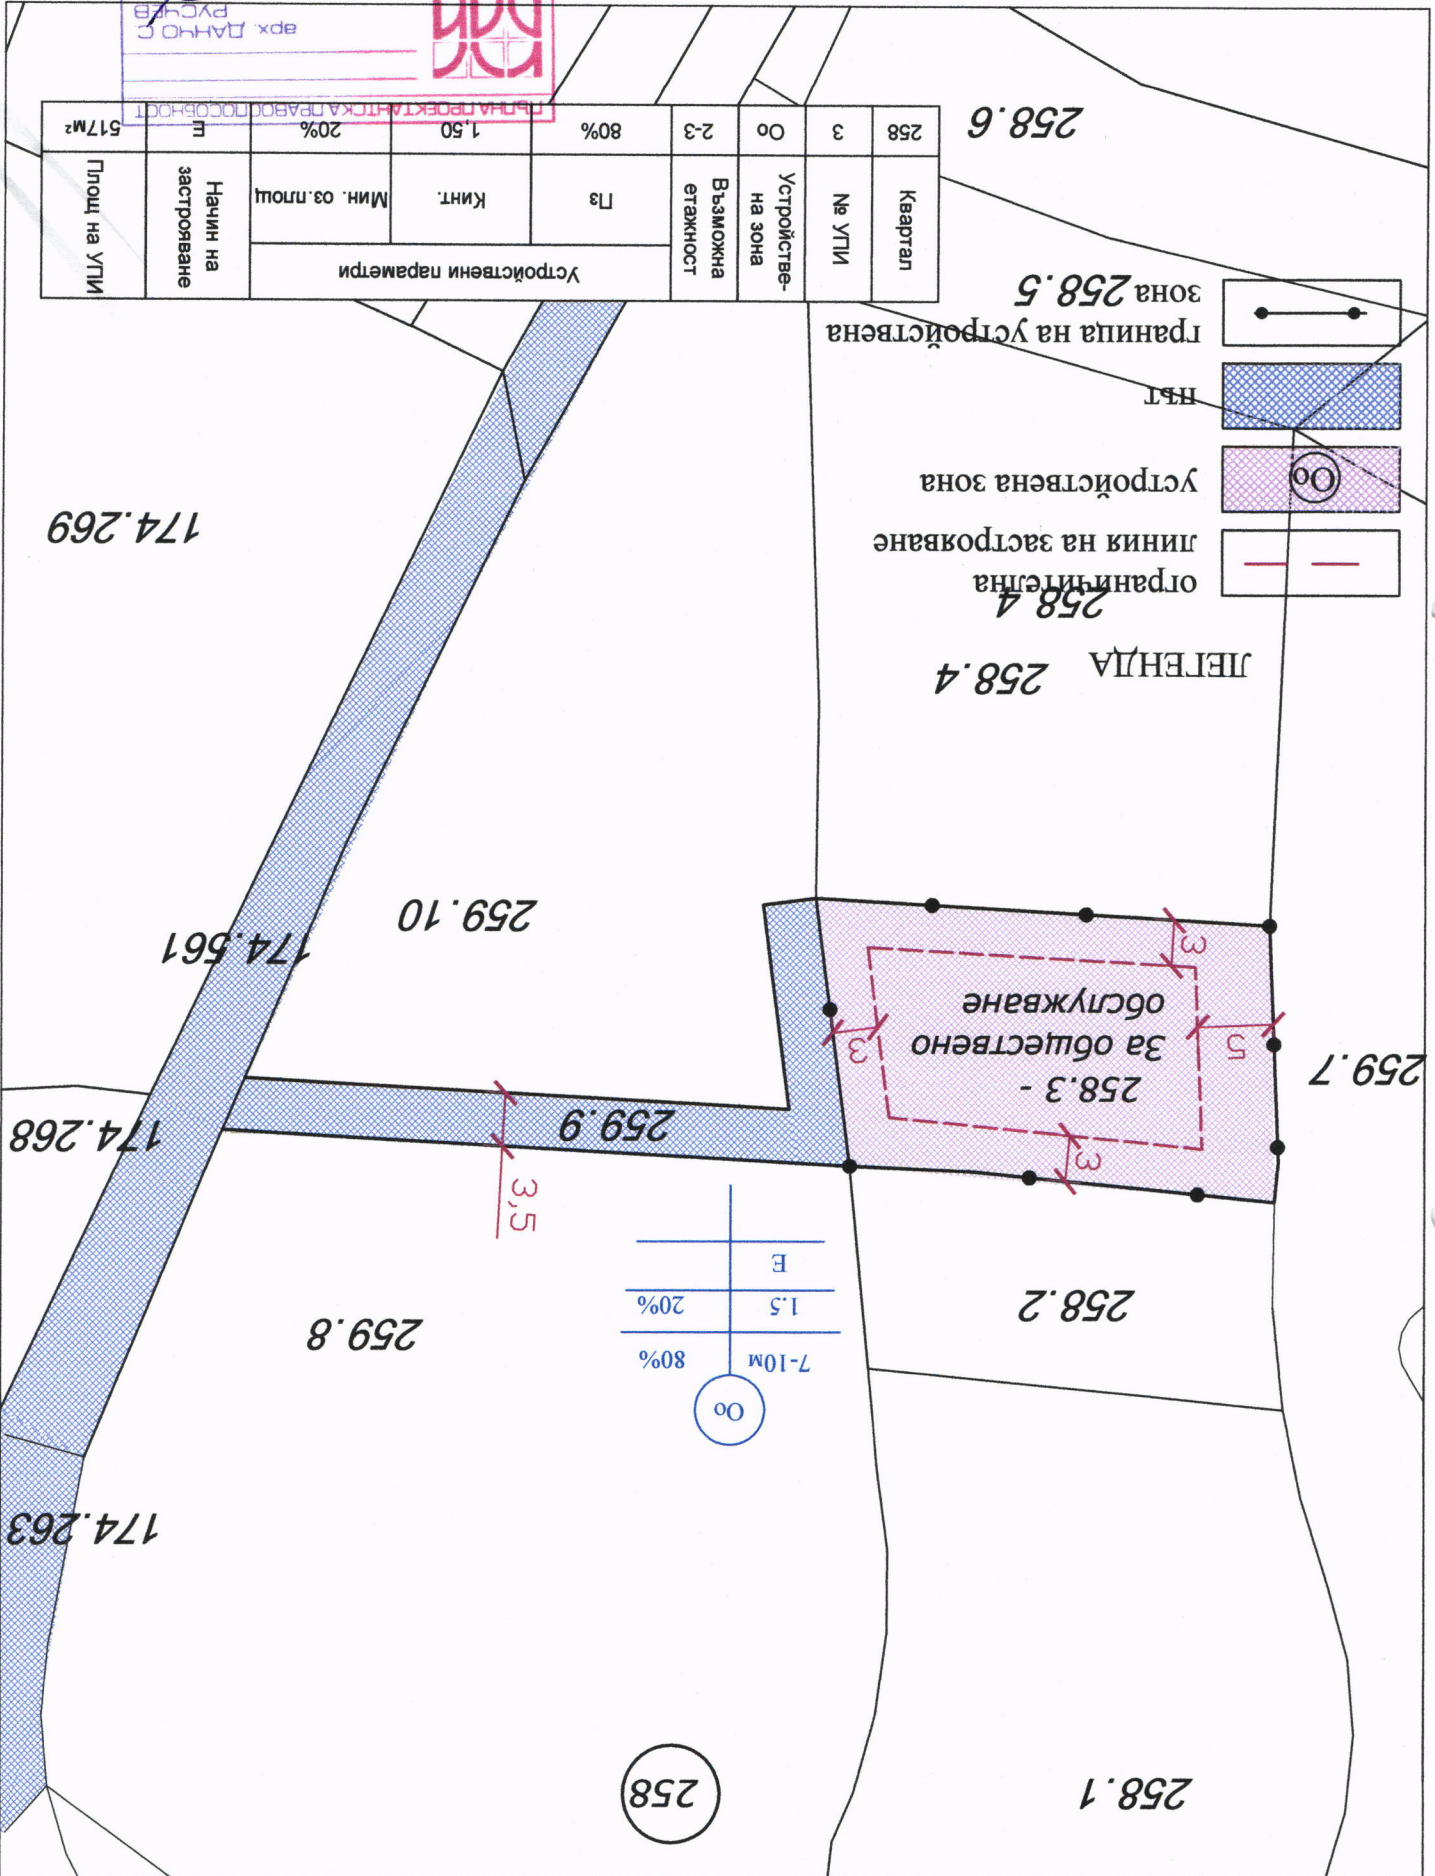 258.1
258
174.263
Оо
7-10м 80%
1.5 20%
Е
258.2
259.8
3,5
3
258.3 -
За обществено
обслужване
5
3
3
259.7
259.9
174.268
174.561
259.10
ЛЕГЕНДА
258.4
258.4
ограничителна
линия на застрояване
Оо
устройствена зона
път
граница на устройствена
зона
258.5
174.269
258.6
Квартал
№ УПИ
Устройстве-
на зона
Възможна
етажност
Устройствени параметри
Пз
Кинт.
Мин. оз.площ
Начин на
застрояване
Площ на УПИ
258 3 Оо 2-3 80% 1,50 20% Е 517м²
ПЪЛНА ПРОЕКТАНТСКА ПРАВОСПОСОБНОСТ
арх. ДАНЧО С
РУСЧЕВ